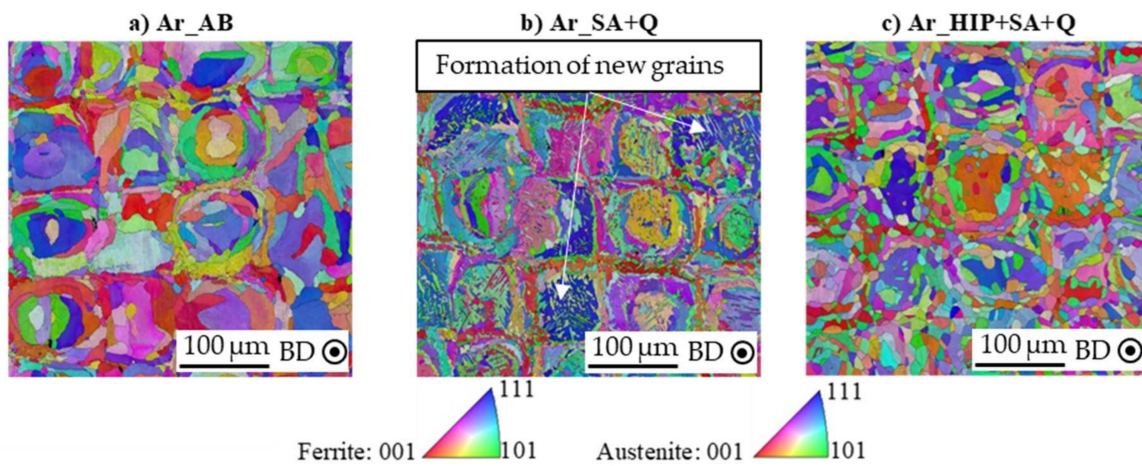 a) Ar_AB
b) Ar_SA+Q
c) Ar_HIP+SA+Q
Formation of new grains
100 µm BD
100 µm BD
100 µm BD
111
111
Ferrite: 001
101
Austenite: 001
101